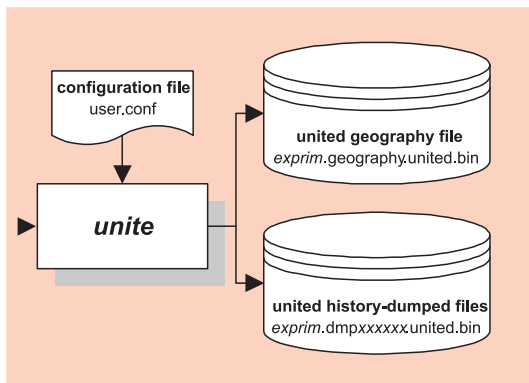 configuration file
user.conf
unite
united geography file
exprim.geography.united.bin
united history-dumped files
exprim.dmpxxxxxx.united.bin